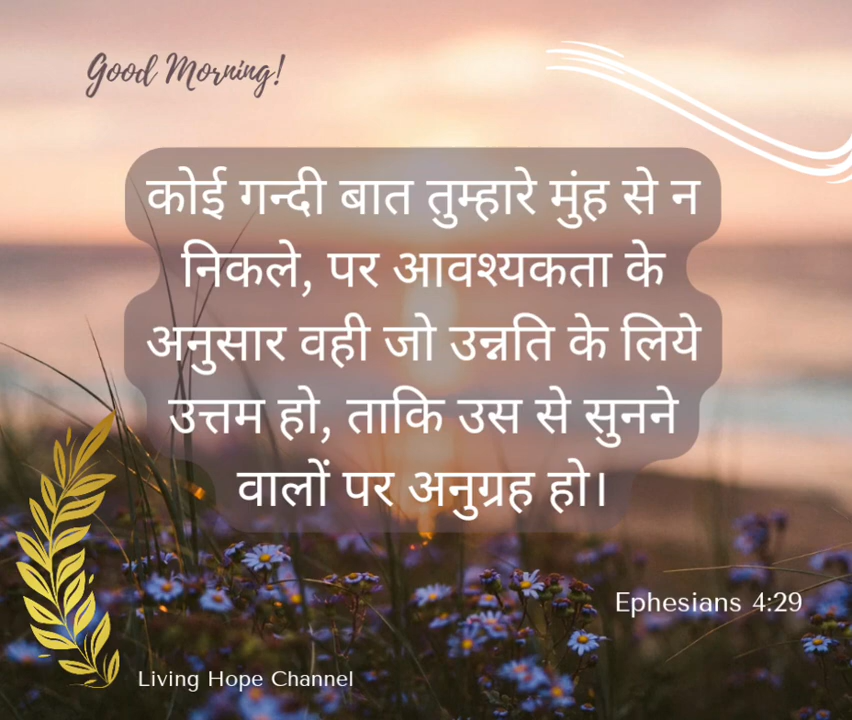 Good Morning!
कोई गन्दी बात तुम्हारे मुंह से न
निकले, पर आवश्यकता के
अनुसार वही जो उन्नति के लिये
उत्तम हो, ताकि उस से सुनने
वालों पर अनुग्रह हो।
Ephesians 4:29
Living Hope Channel